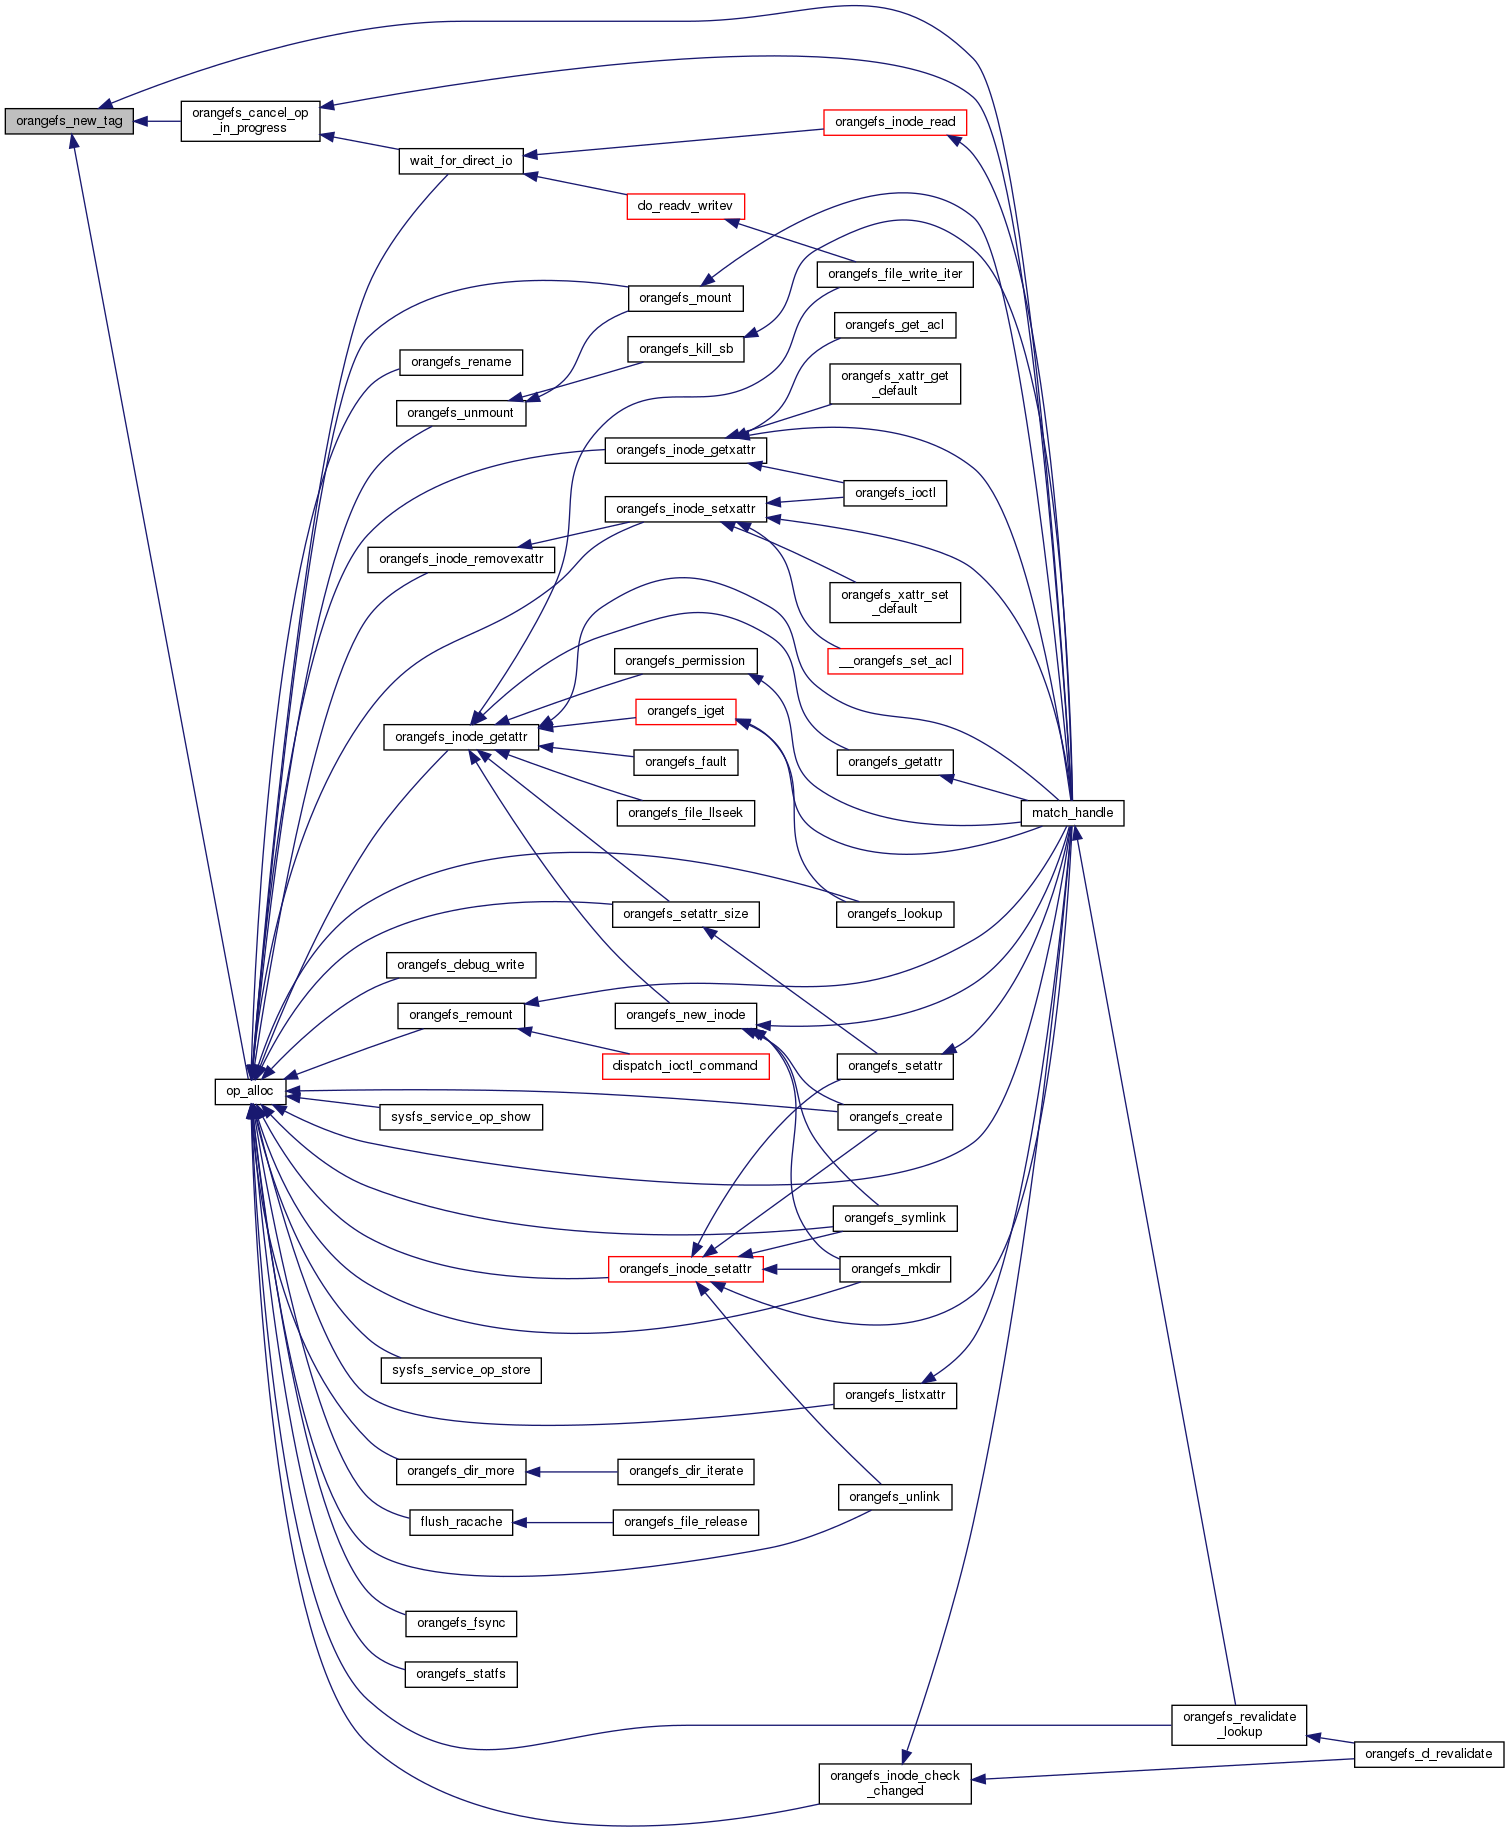 orangefs_new_tag
orangefs_cancel_op
_in_progress
orangefs_inode_read
wait_for_direct_io
do_readv_writev
orangefs_file_write_iter
orangefs_mount
orangefs_get_acl
orangefs_kill_sb
orangefs_rename
orangefs_xattr_get
_default
orangefs_unmount
orangefs_inode_getxattr
orangefs_ioctl
orangefs_inode_setxattr
orangefs_inode_removexattr
orangefs_xattr_set
_default
orangefs_permission
__orangefs_set_acl
orangefs_iget
orangefs_inode_getattr
orangefs_fault
orangefs_getattr
orangefs_file_llseek
match_handle
orangefs_setattr_size
orangefs_lookup
orangefs_debug_write
orangefs_remount
orangefs_new_inode
dispatch_ioctl_command
orangefs_setattr
op_alloc
sysfs_service_op_show
orangefs_create
orangefs_symlink
orangefs_inode_setattr
orangefs_mkdir
sysfs_service_op_store
orangefs_listxattr
orangefs_dir_more
orangefs_dir_iterate
orangefs_unlink
flush_racache
orangefs_file_release
orangefs_fsync
orangefs_statfs
orangefs_revalidate
_lookup
orangefs_d_revalidate
orangefs_inode_check
_changed